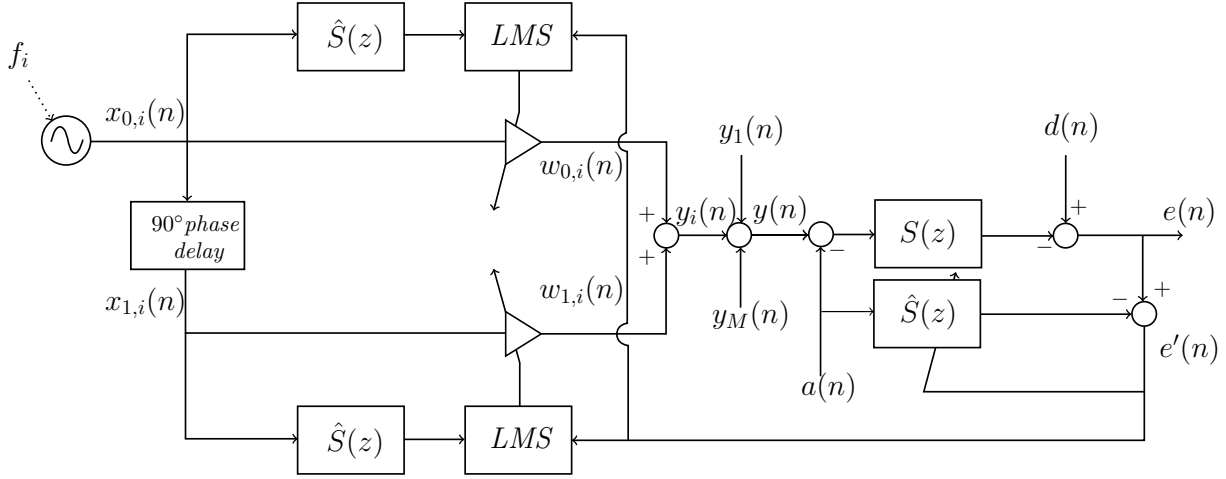 f_i
Ŝ(z)
LMS
x_{0,i}(n)
w_{0,i}(n)
y_1(n)
d(n)
90° phase
delay
+
y_i(n)
y(n)
−
S(z)
−
+
e(n)
+
x_{1,i}(n)
w_{1,i}(n)
y_M(n)
Ŝ(z)
−
+
e′(n)
a(n)
Ŝ(z)
LMS